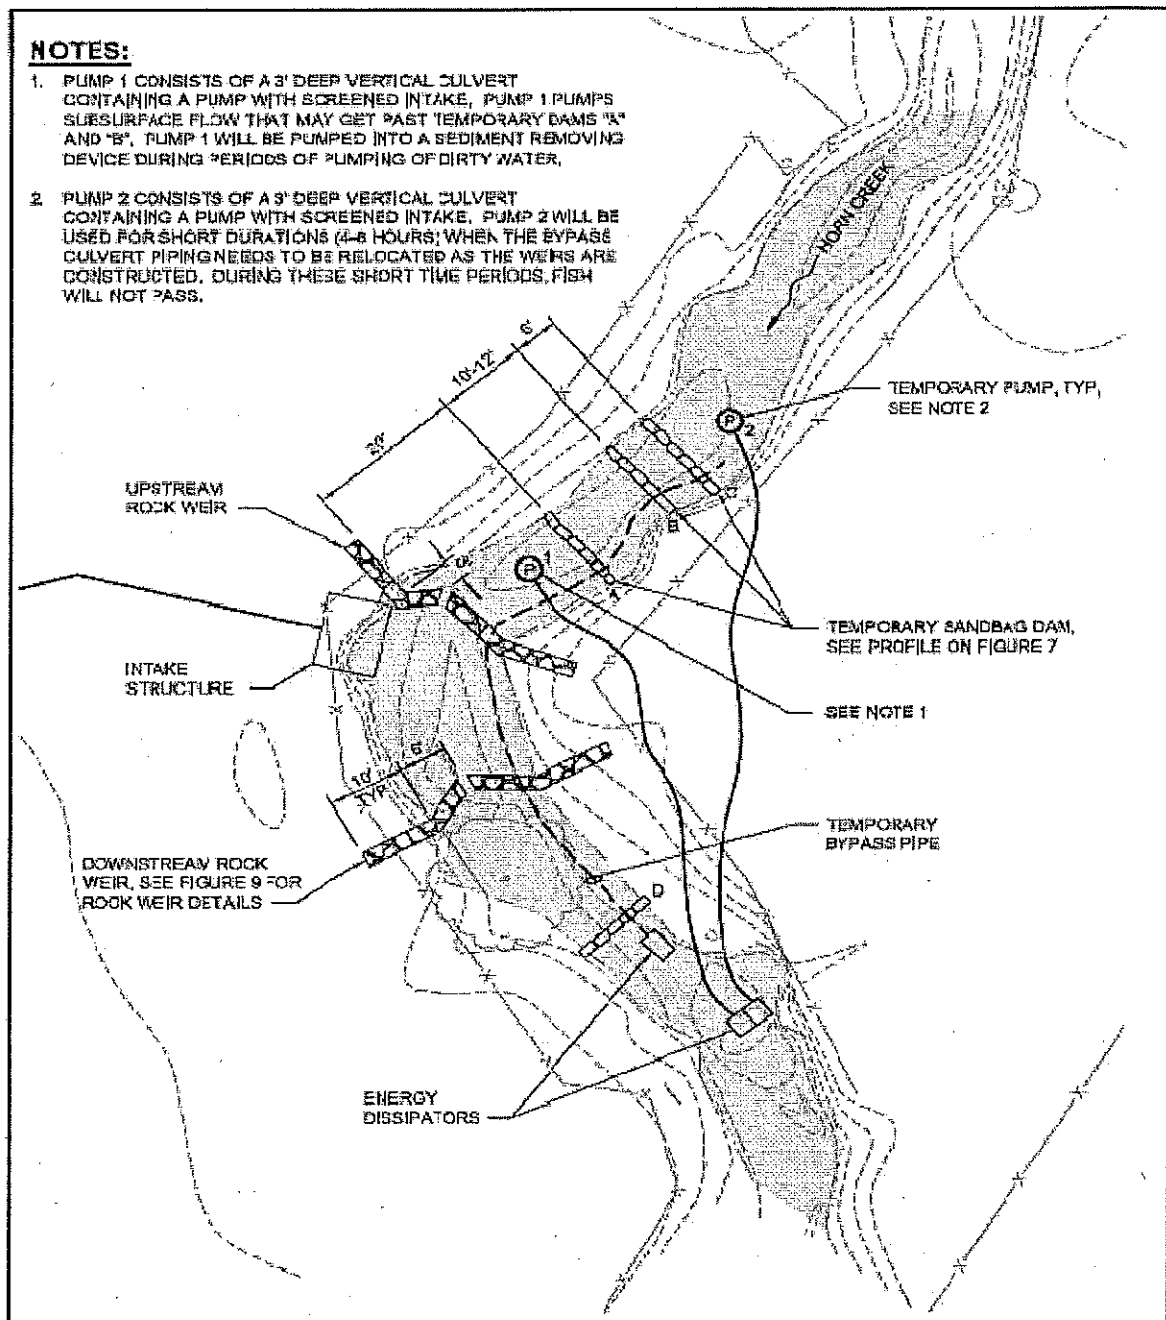 NOTES:
1. PUMP 1 CONSISTS OF A 3' DEEP VERTICAL CULVERT
CONTAINING A PUMP WITH SCREENED INTAKE, PUMP 1 PUMPS
SUBSURFACE FLOW THAT MAY GET PAST TEMPORARY DAMS "A"
AND "B". PUMP 1 WILL BE PUMPED INTO A SEDIMENT REMOVING
DEVICE DURING PERIODS OF PUMPING OF DIRTY WATER.
2 PUMP 2 CONSISTS OF A 3' DEEP VERTICAL CULVERT
CONTAINING A PUMP WITH SCREENED INTAKE. PUMP 2 WILL BE
USED FOR SHORT DURATIONS (4-8 HOURS) WHEN THE BYPASS
CULVERT PIPING NEEDS TO BE RELOCATED AS THE WEIRS ARE
CONSTRUCTED. DURING THESE SHORT TIME PERIODS, FISH
WILL NOT PASS.
HORN CREEK
6'
10'-12'
TEMPORARY PUMP, TYP,
SEE NOTE 2
P 2
UPSTREAM
ROCK WEIR
B
P 1
TEMPORARY SANDBAG DAM,
SEE PROFILE ON FIGURE 7
INTAKE
STRUCTURE
SEE NOTE 1
6'
10'
TYP
TEMPORARY
BYPASS PIPE
DOWNSTREAM ROCK
WEIR, SEE FIGURE 9 FOR
ROCK WEIR DETAILS
D
ENERGY
DISSIPATORS